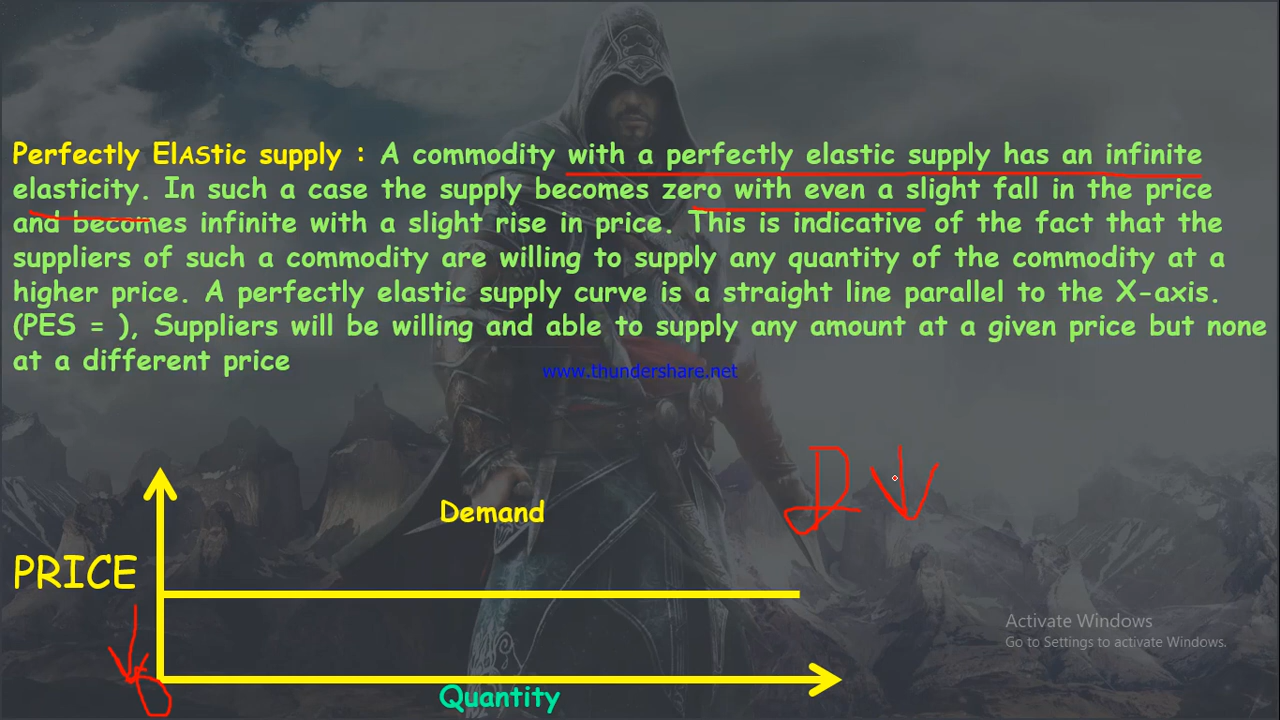 Perfectly ElAStic supply : A commodity with a perfectly elastic supply has an infinite
elasticity. In such a case the supply becomes zero with even a slight fall in the price
and becomes infinite with a slight rise in price. This is indicative of the fact that the
suppliers of such a commodity are willing to supply any quantity of the commodity at a
higher price. A perfectly elastic supply curve is a straight line parallel to the X-axis.
(PES = ), Suppliers will be willing and able to supply any amount at a given price but none
at a different price
www.thundershare.net
Demand
PRICE
Activate Windows
Go to Settings to activate Windows.
Quantity